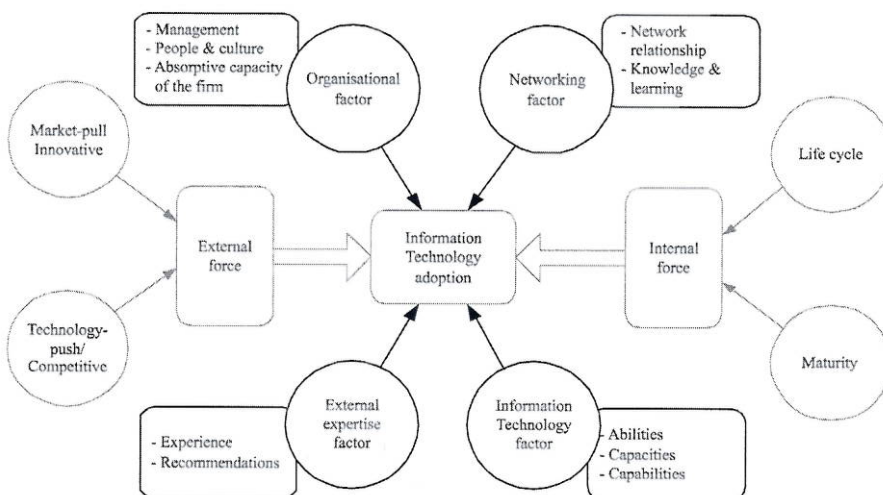 - Management
- People & culture
- Absorptive capacity
of the firm
Organisational
factor
Networking
factor
- Network
relationship
- Knowledge &
learning
Market-pull
Innovative
Life cycle
External
force
Information
Technology
adoption
Internal
force
Technology-
push/
Competitive
Maturity
- Experience
- Recommendations
External
expertise
factor
Information
Technology
factor
- Abilities
- Capacities
- Capabilities